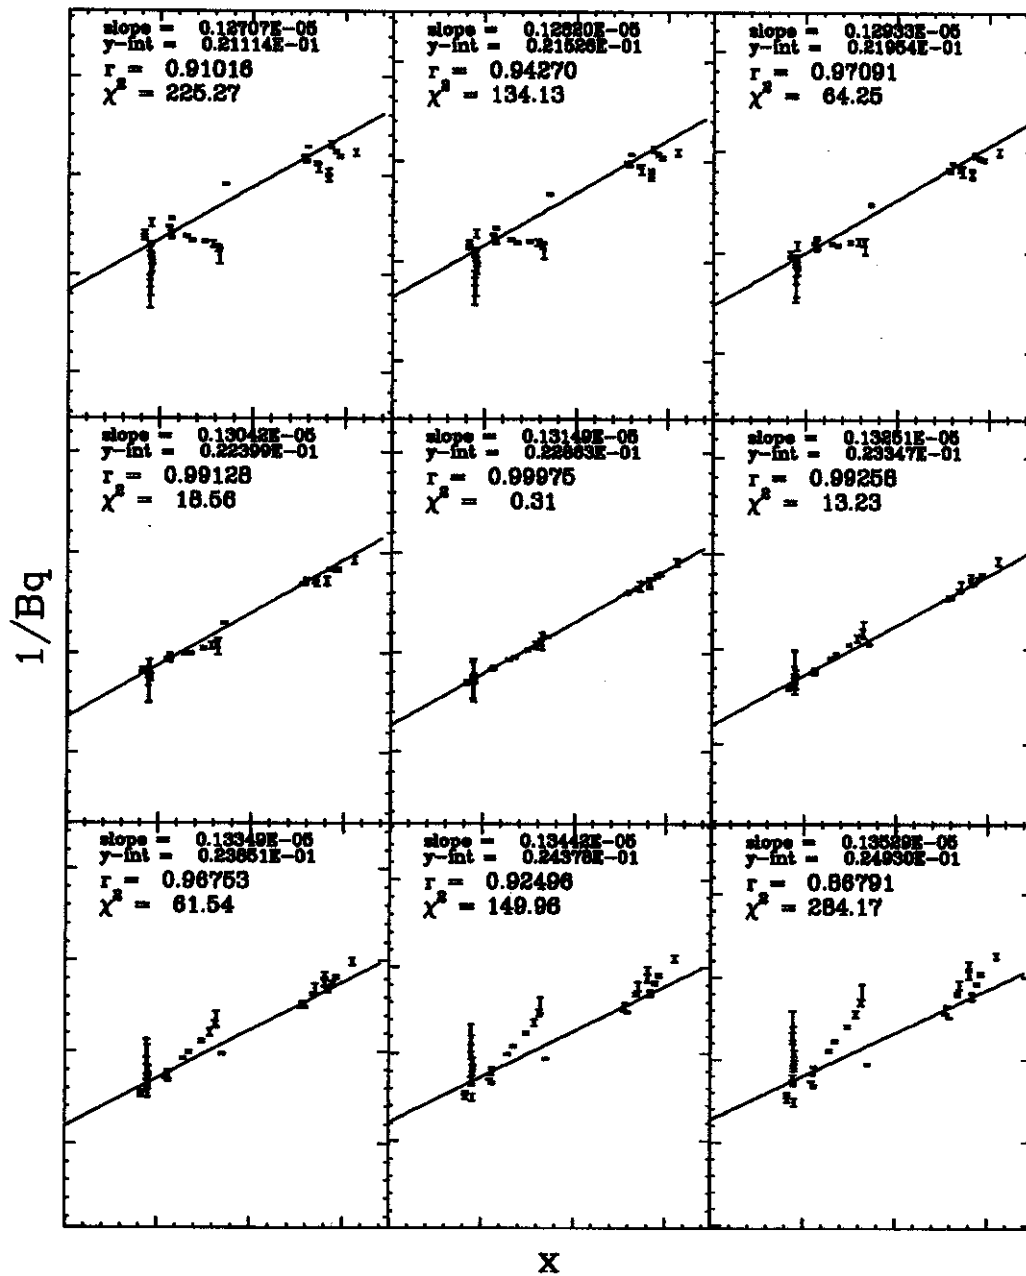 slope = 0.12707E-05
y-int = 0.21114E-01
r = 0.91016
χ² = 225.27
slope = 0.12820E-05
y-int = 0.21526E-01
r = 0.94270
χ² = 134.13
slope = 0.12933E-05
y-int = 0.21954E-01
r = 0.97091
χ² = 64.25
slope = 0.13042E-05
y-int = 0.22399E-01
r = 0.99128
χ² = 18.56
slope = 0.13149E-05
y-int = 0.22863E-01
r = 0.99975
χ² = 0.31
slope = 0.13251E-05
y-int = 0.23347E-01
r = 0.99258
χ² = 13.23
slope = 0.13349E-05
y-int = 0.23851E-01
r = 0.96753
χ² = 61.54
slope = 0.13442E-05
y-int = 0.24378E-01
r = 0.92496
χ² = 149.96
slope = 0.13529E-05
y-int = 0.24930E-01
r = 0.86791
χ² = 284.17
1/Bq
x